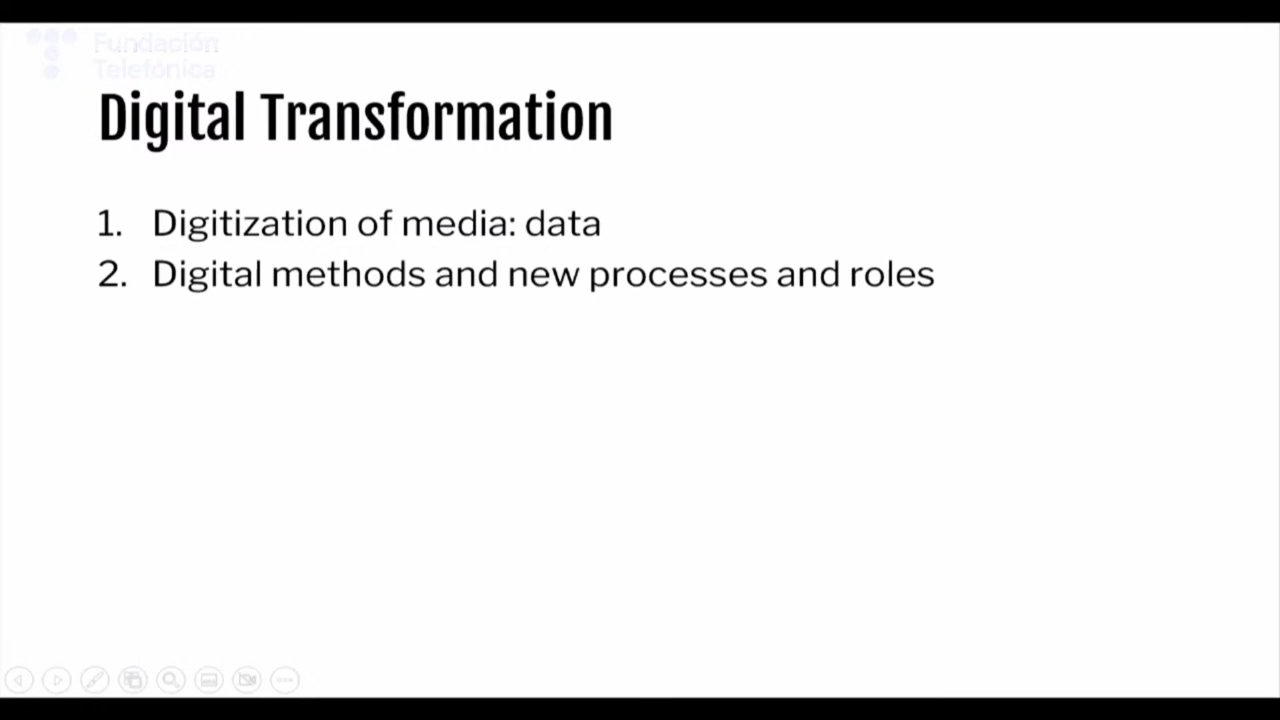 Fundación
Telefónica
Digital Transformation
1. Digitization of media: data
2. Digital methods and new processes and roles